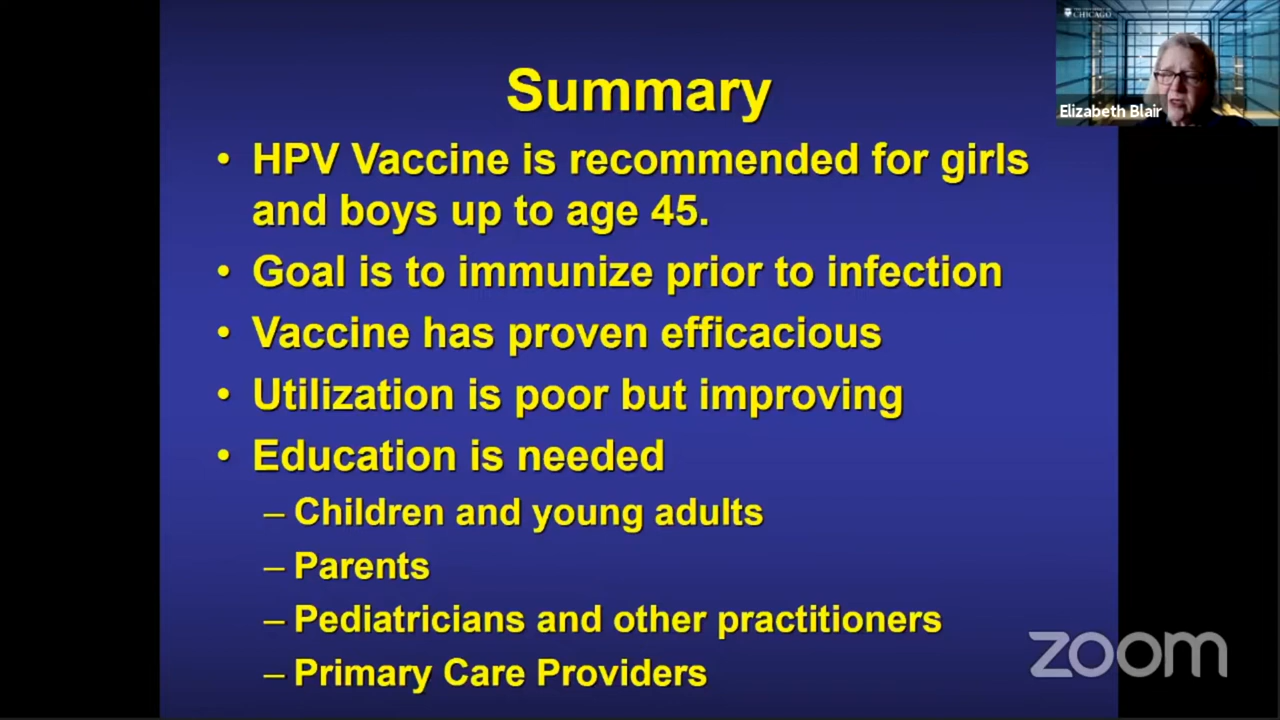 Summary
• HPV Vaccine is recommended for girls
and boys up to age 45.
• Goal is to immunize prior to infection
• Vaccine has proven efficacious
• Utilization is poor but improving
• Education is needed
– Children and young adults
– Parents
– Pediatricians and other practitioners
– Primary Care Providers
CHICAGO
Elizabeth Blair
zoom